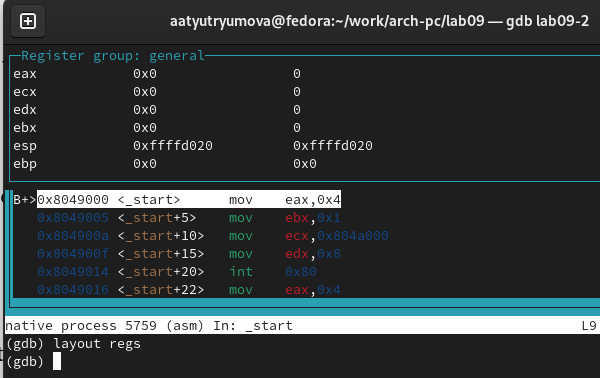 aatyutryumova@fedora:~/work/arch-pc/lab09 — gdb lab09-2
Register group: general
eax 0x0 0
ecx 0x0 0
edx 0x0 0
ebx 0x0 0
esp 0xffffd020 0xffffd020
ebp 0x0 0x0
B+>0x8049000 <_start> mov eax,0x4
0x8049005 <_start+5> mov ebx,0x1
0x804900a <_start+10> mov ecx,0x804a000
0x804900f <_start+15> mov edx,0x8
0x8049014 <_start+20> int 0x80
0x8049016 <_start+22> mov eax,0x4
native process 5759 (asm) In: _start L9
(gdb) layout regs
(gdb)